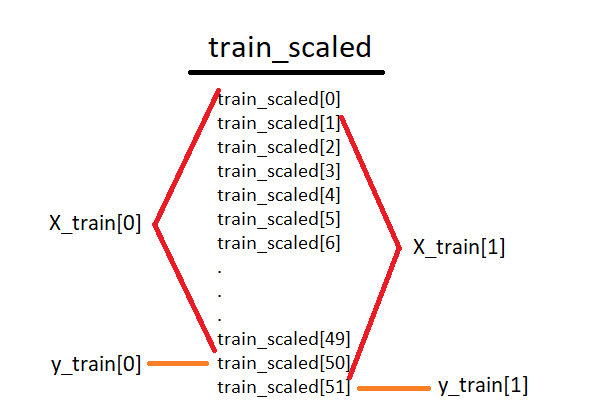 train_scaled
train_scaled[0]
train_scaled[1]
train_scaled[2]
train_scaled[3]
train_scaled[4]
train_scaled[5]
X_train[0]
train_scaled[6]
X_train[1]
.
.
.
train_scaled[49]
y_train[0]
train_scaled[50]
train_scaled[51]
y_train[1]